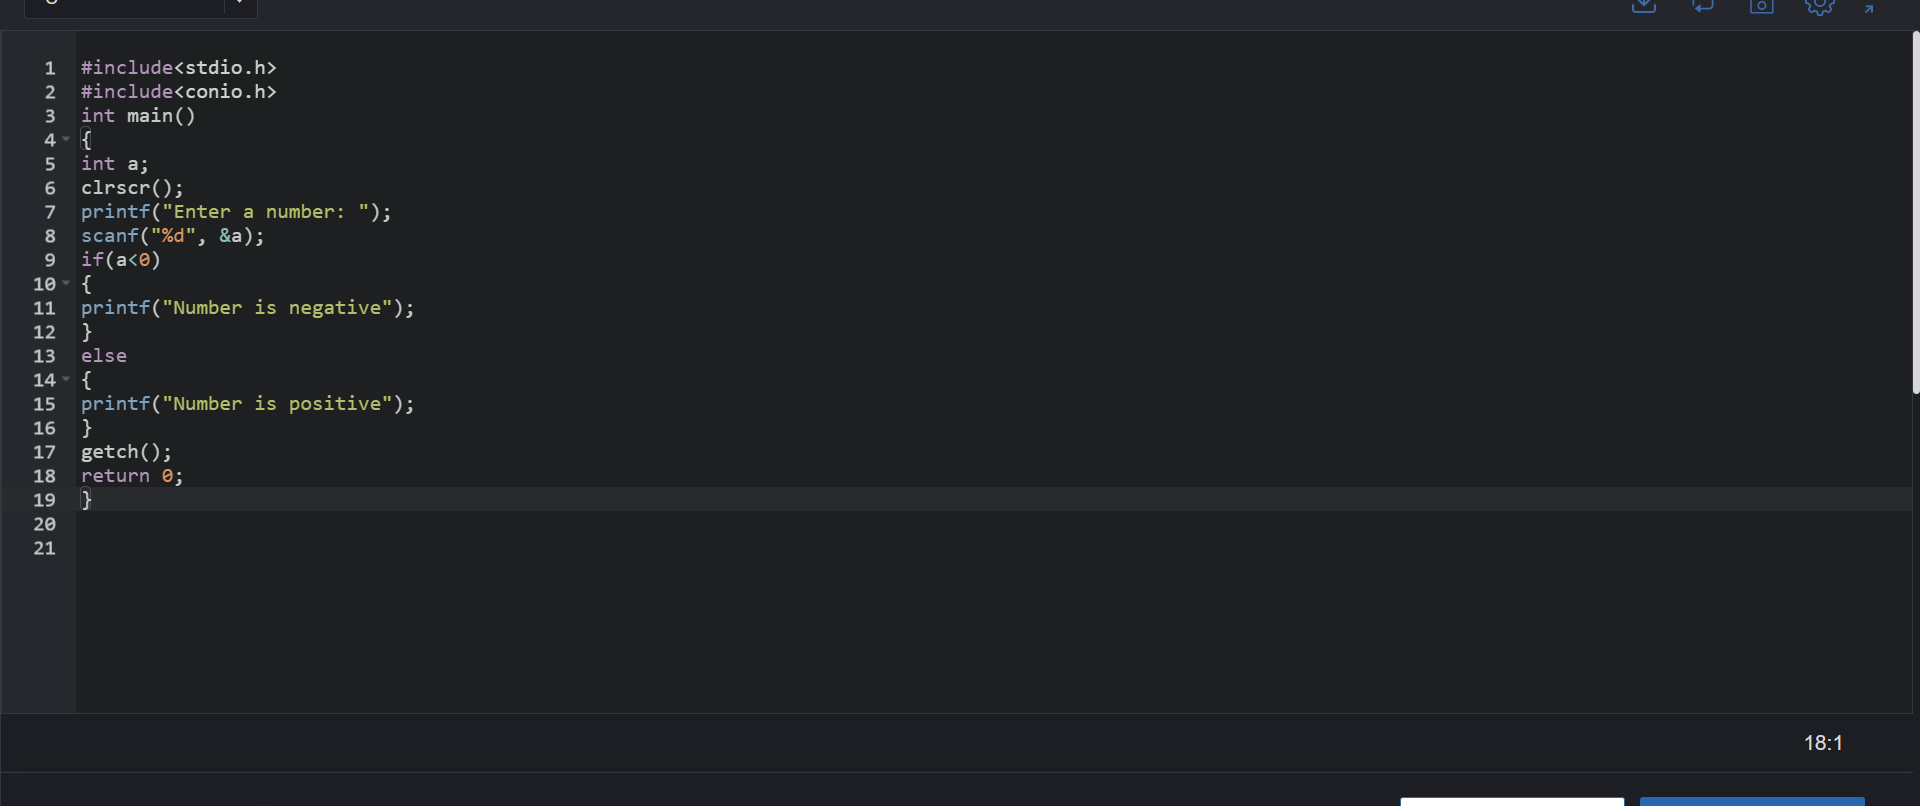 1 #include<stdio.h>
2 #include<conio.h>
3 int main()
4 {
5 int a;
6 clrscr();
7 printf("Enter a number: ");
8 scanf("%d", &a);
9 if(a<0)
10 {
11 printf("Number is negative");
12 }
13 else
14 {
15 printf("Number is positive");
16 }
17 getch();
18 return 0;
19 }
20
21
18:1